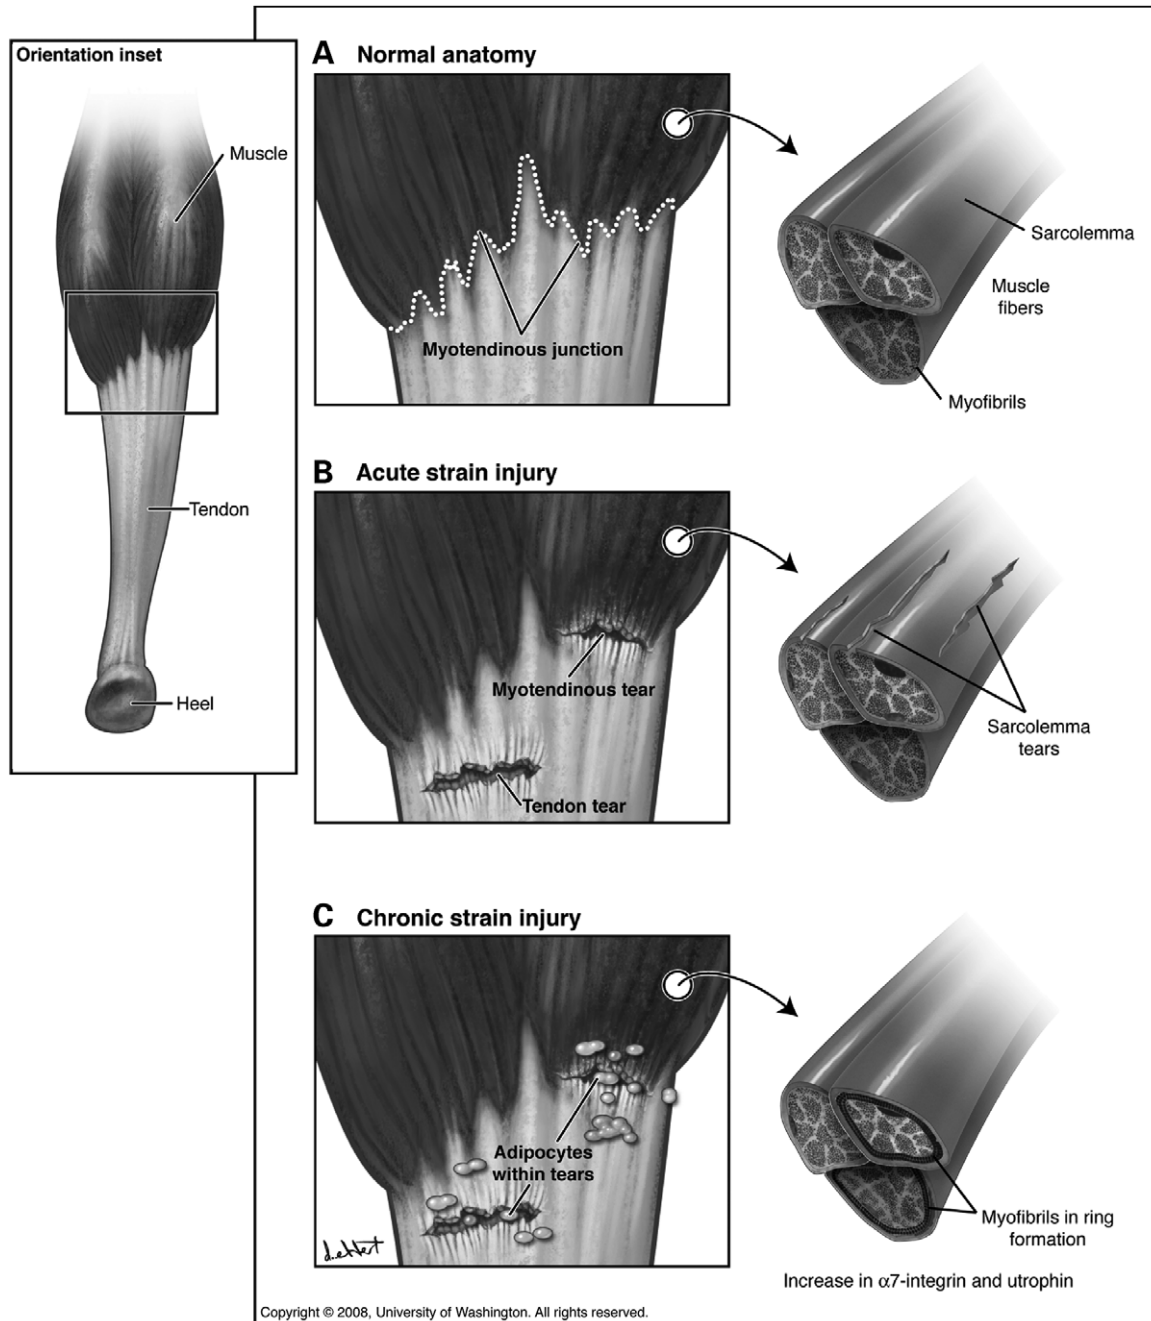 Orientation inset
Muscle
Tendon
Heel
A Normal anatomy
Myotendinous junction
Sarcolemma
Muscle
fibers
Myofibrils
B Acute strain injury
Myotendinous tear
Tendon tear
Sarcolemma
tears
C Chronic strain injury
Adipocytes
within tears
Myofibrils in ring
formation
Increase in α7-integrin and utrophin
Copyright © 2008, University of Washington. All rights reserved.